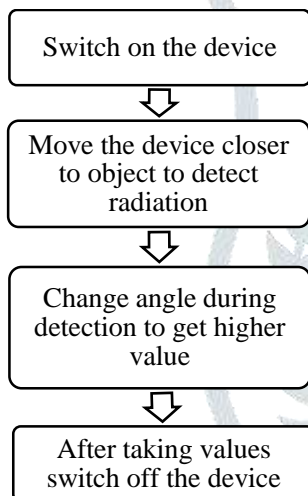 Switch on the device
Move the device closer
to object to detect
radiation
Change angle during
detection to get higher
value
After taking values
switch off the device